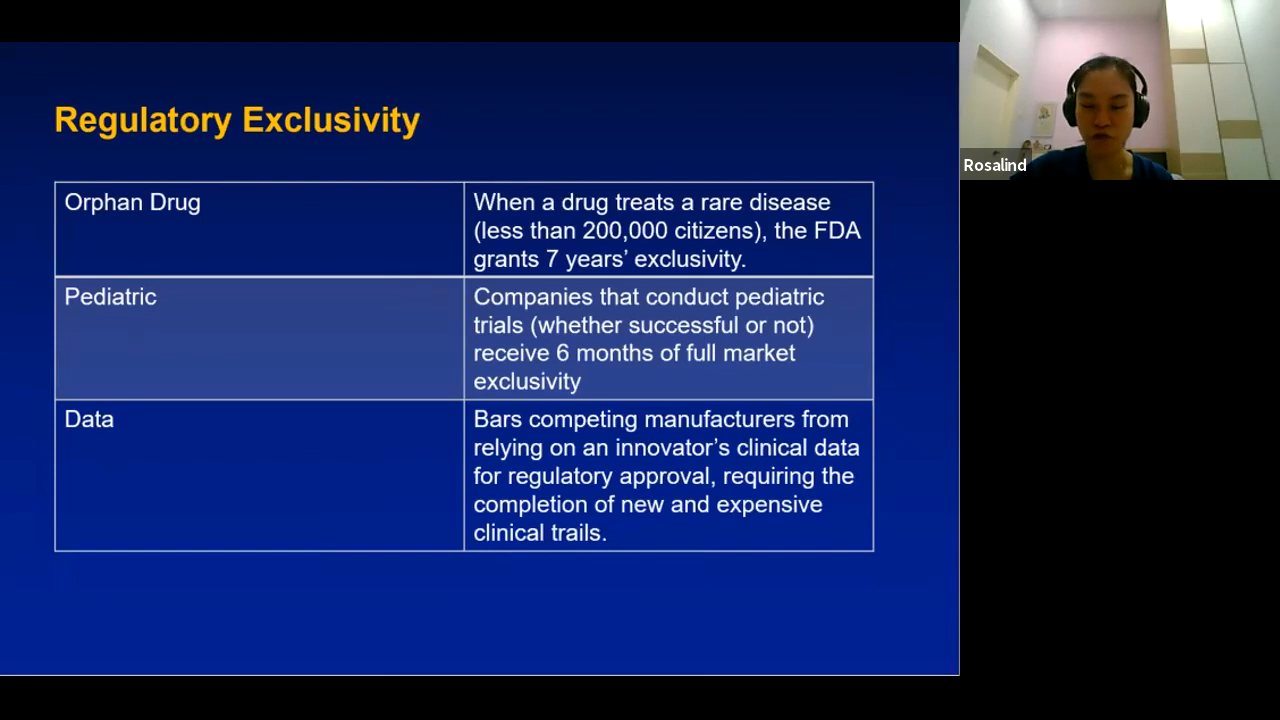 Regulatory Exclusivity
Orphan Drug
When a drug treats a rare disease
(less than 200,000 citizens), the FDA
grants 7 years’ exclusivity.
Pediatric
Companies that conduct pediatric
trials (whether successful or not)
receive 6 months of full market
exclusivity
Data
Bars competing manufacturers from
relying on an innovator’s clinical data
for regulatory approval, requiring the
completion of new and expensive
clinical trails.
Rosalind